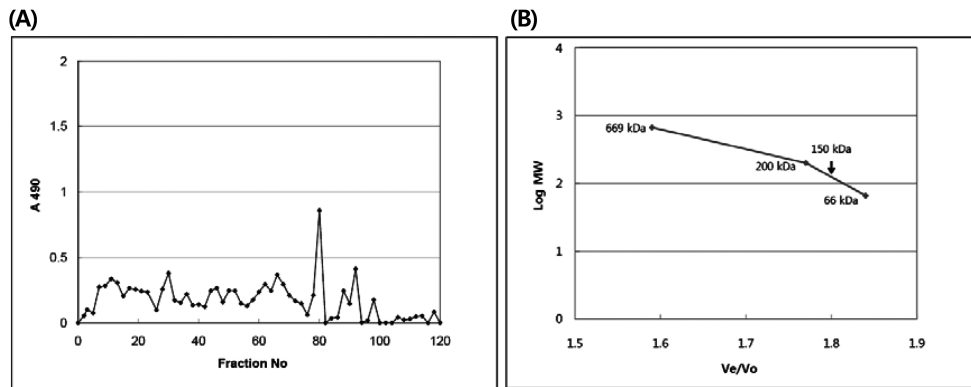 (A)
2
1.5
1
0.5
0
A 490
0 20 40 60 80 100 120
Fraction No
(B)
4
3
2
1
0
Log MW
669 kDa
150 kDa
200 kDa
66 kDa
1.5 1.6 1.7 1.8 1.9
Ve/Vo